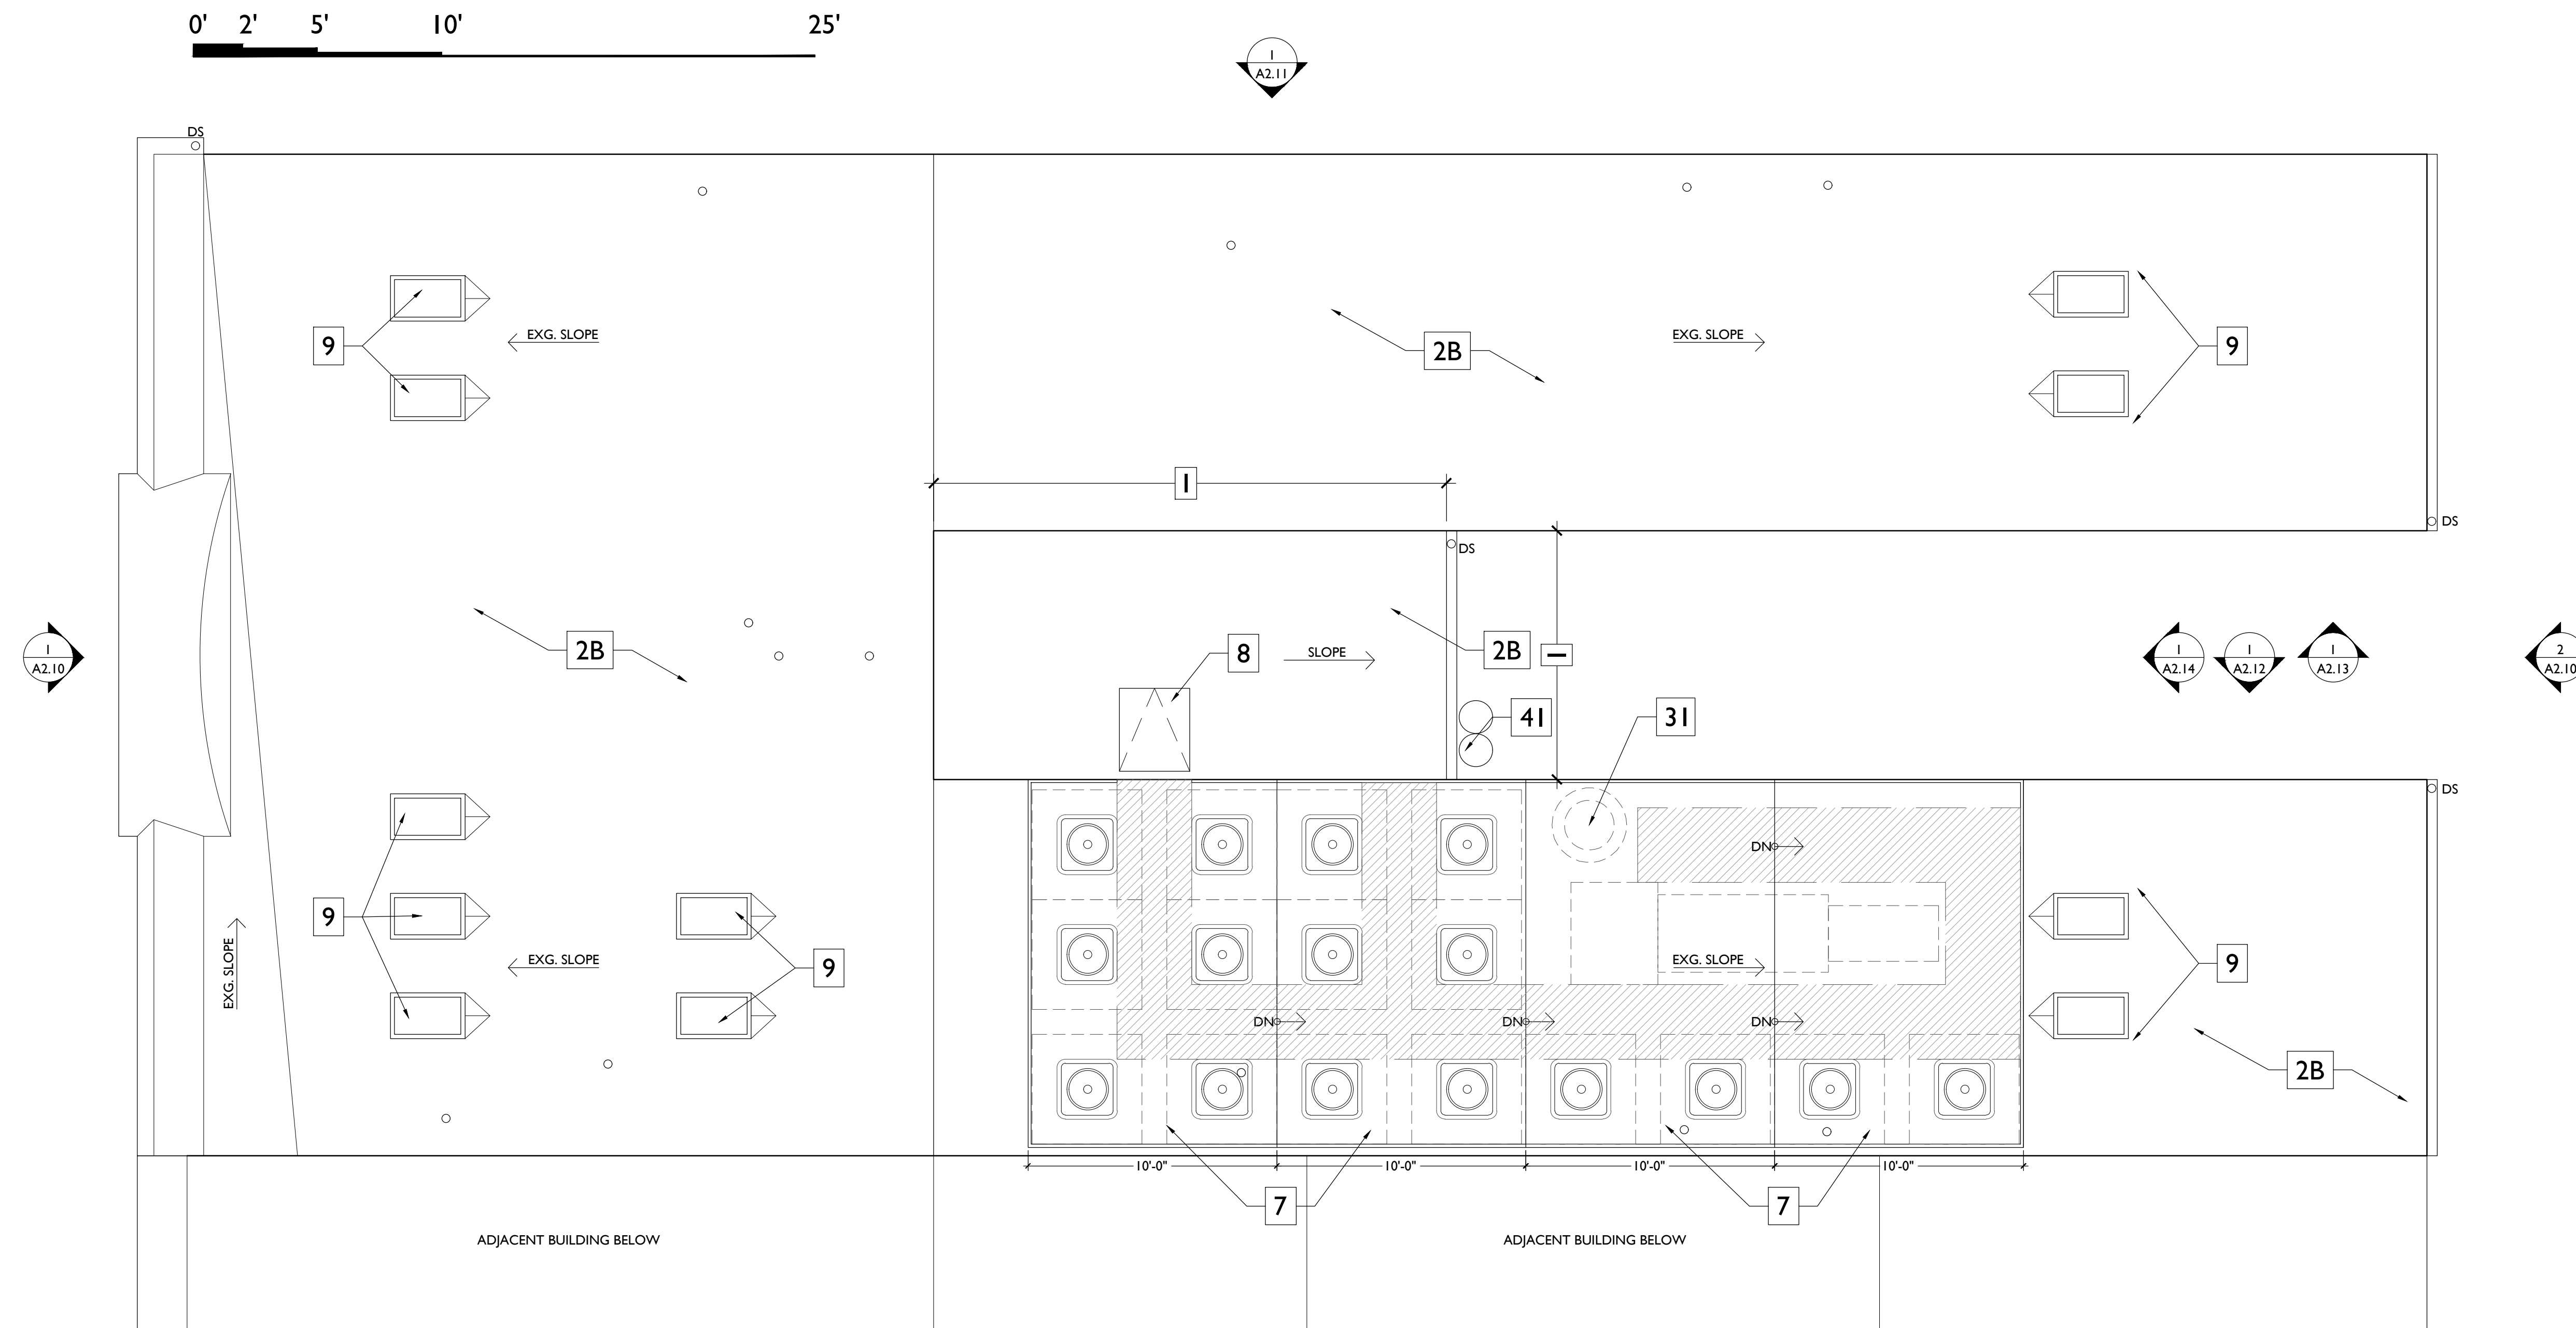 0' 2' 5' 10' 25'
1
A2.11
DS
9
EXG. SLOPE
2B
EXG. SLOPE
9
1
DS
DS
2B
8
SLOPE
2B
1
1
A2.10
1
A2.14
1
A2.12
1
A2.13
2
A2.10
41
31
DS
DN
9
EXG. SLOPE
EXG. SLOPE
9
EXG. SLOPE
9
DN
DN
DN
2B
10'-0" 10'-0" 10'-0" 10'-0"
7
7
ADJACENT BUILDING BELOW
ADJACENT BUILDING BELOW